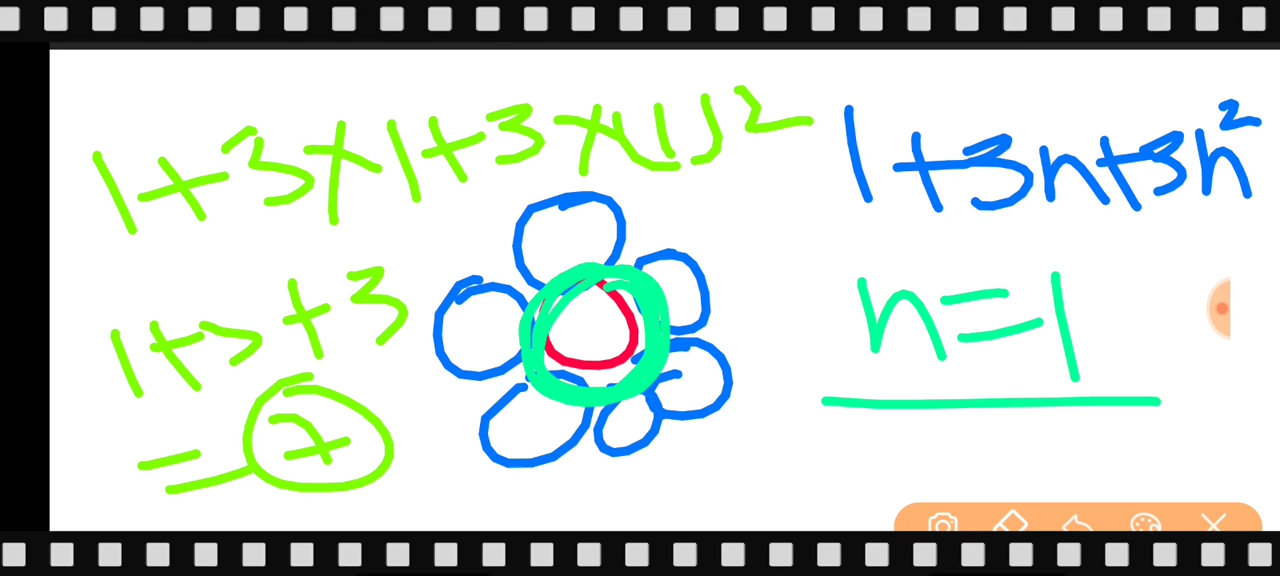 1+3×1+3×(1)²
1+3n+3n²
1+3+3
n=1
=7